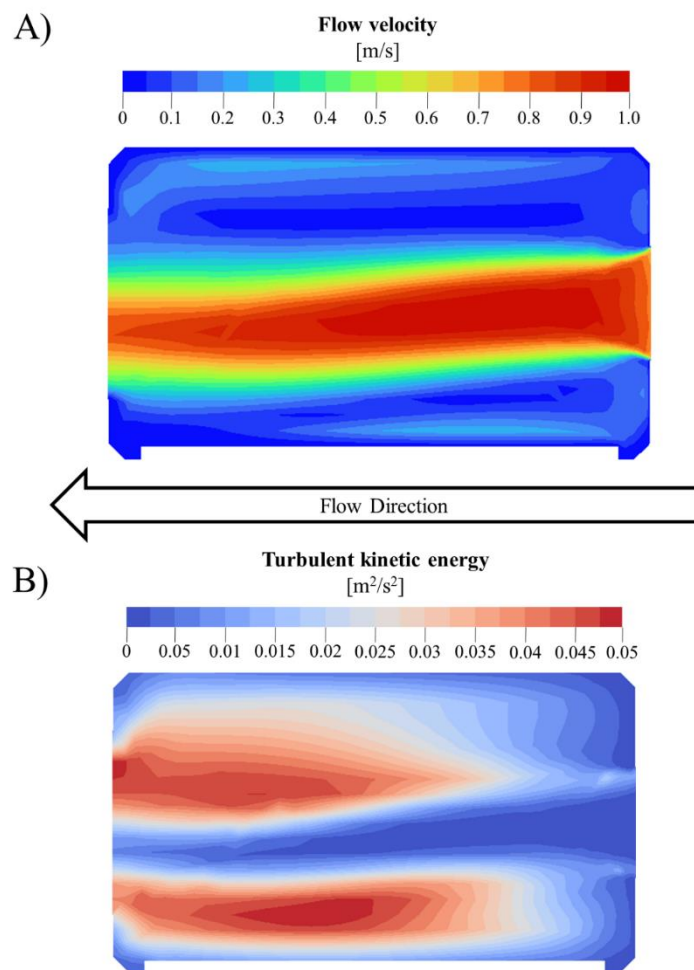 A)
Flow velocity
[m/s]
0 0.1 0.2 0.3 0.4 0.5 0.6 0.7 0.8 0.9 1.0
Flow Direction
B)
Turbulent kinetic energy
[m²/s²]
0 0.05 0.01 0.015 0.02 0.025 0.03 0.035 0.04 0.045 0.05